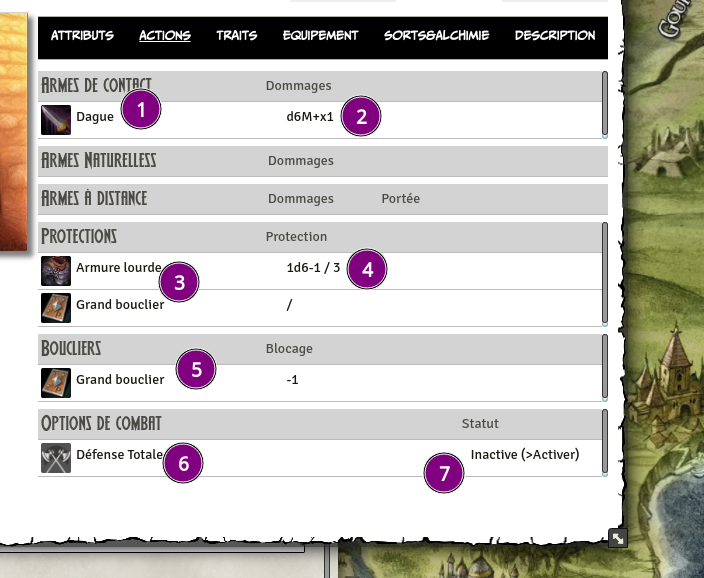 ATTRIBUTS ACTIONS TRAITS EQUIPEMENT SORTS&ALCHIMIE DESCRIPTION
ARMES DE CONTACT Dommages
1
Dague d6M+x1 2
ARMES NATURELLESS Dommages
ARMES À DISTANCE Dommages Portée
PROTECTIONS Protection
Armure lourde 1d6-1 / 3 4
3
Grand bouclier /
BOUCLIERS Blocage
5
Grand bouclier -1
OPTIONS DE COMBAT Statut
Défense Totale 6 Inactive (>Activer)
7